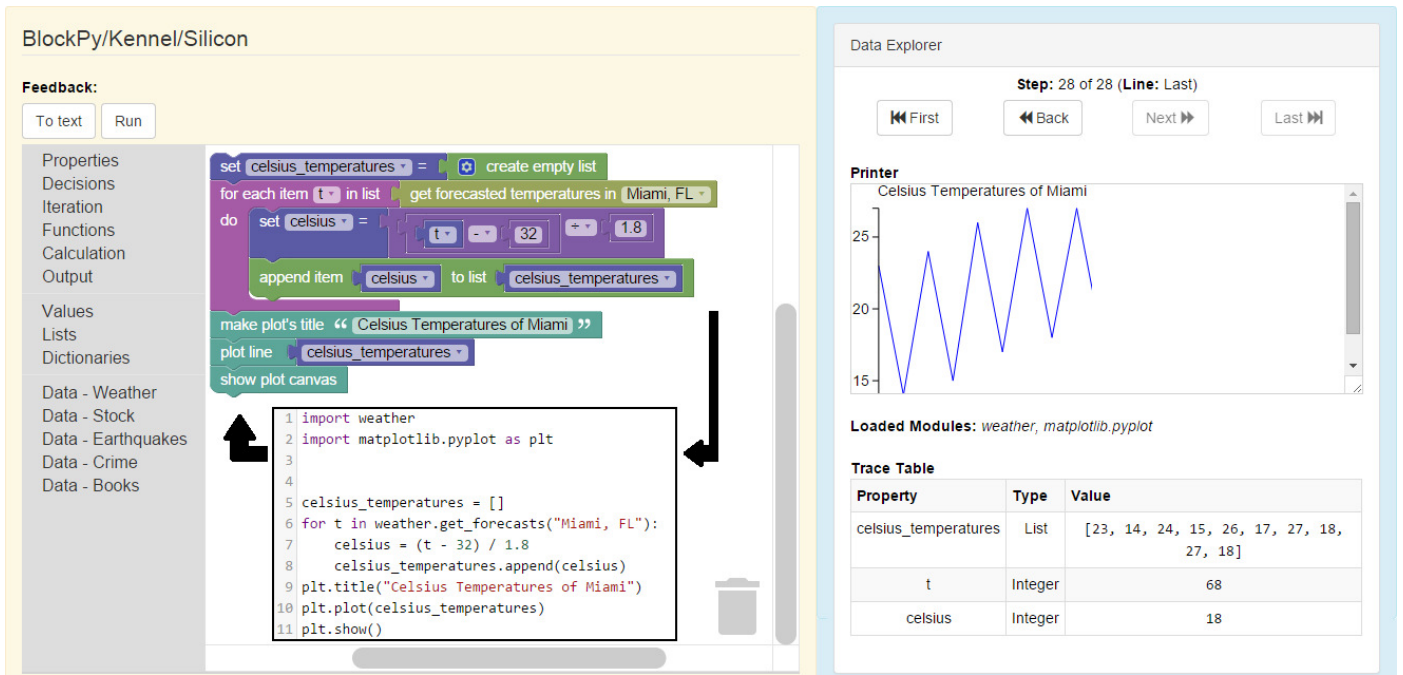 BlockPy/Kennel/Silicon
Feedback:
To text
Run
Properties
Decisions
Iteration
Functions
Calculation
Output
Values
Lists
Dictionaries
Data - Weather
Data - Stock
Data - Earthquakes
Data - Crime
Data - Books
set celsius_temperatures = create empty list
for each item t in list get forecasted temperatures in Miami, FL
do set celsius = t - 32 ÷ 1.8
append item celsius to list celsius_temperatures
make plot's title “ Celsius Temperatures of Miami ”
plot line celsius_temperatures
show plot canvas
1 import weather
2 import matplotlib.pyplot as plt
3
4
5 celsius_temperatures = []
6 for t in weather.get_forecasts("Miami, FL"):
7 celsius = (t - 32) / 1.8
8 celsius_temperatures.append(celsius)
9 plt.title("Celsius Temperatures of Miami")
10 plt.plot(celsius_temperatures)
11 plt.show()
Data Explorer
Step: 28 of 28 (Line: Last)
First
Back
Next
Last
Printer
Celsius Temperatures of Miami
25
20
15
Loaded Modules: weather, matplotlib.pyplot
Trace Table
Property Type Value
celsius_temperatures List [23, 14, 24, 15, 26, 17, 27, 18,
27, 18]
t Integer 68
celsius Integer 18